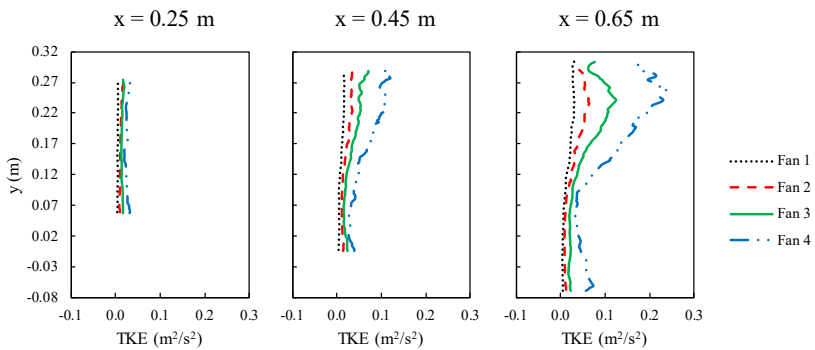 x = 0.25 m
x = 0.45 m
x = 0.65 m
0.32
0.27
0.22
0.17
0.12
0.07
0.02
-0.03
-0.08
y (m)
-0.1 0.0 0.1 0.2 0.3
-0.1 0.0 0.1 0.2 0.3
-0.1 0.0 0.1 0.2 0.3
TKE (m²/s²)
TKE (m²/s²)
TKE (m²/s²)
Fan 1
Fan 2
Fan 3
Fan 4